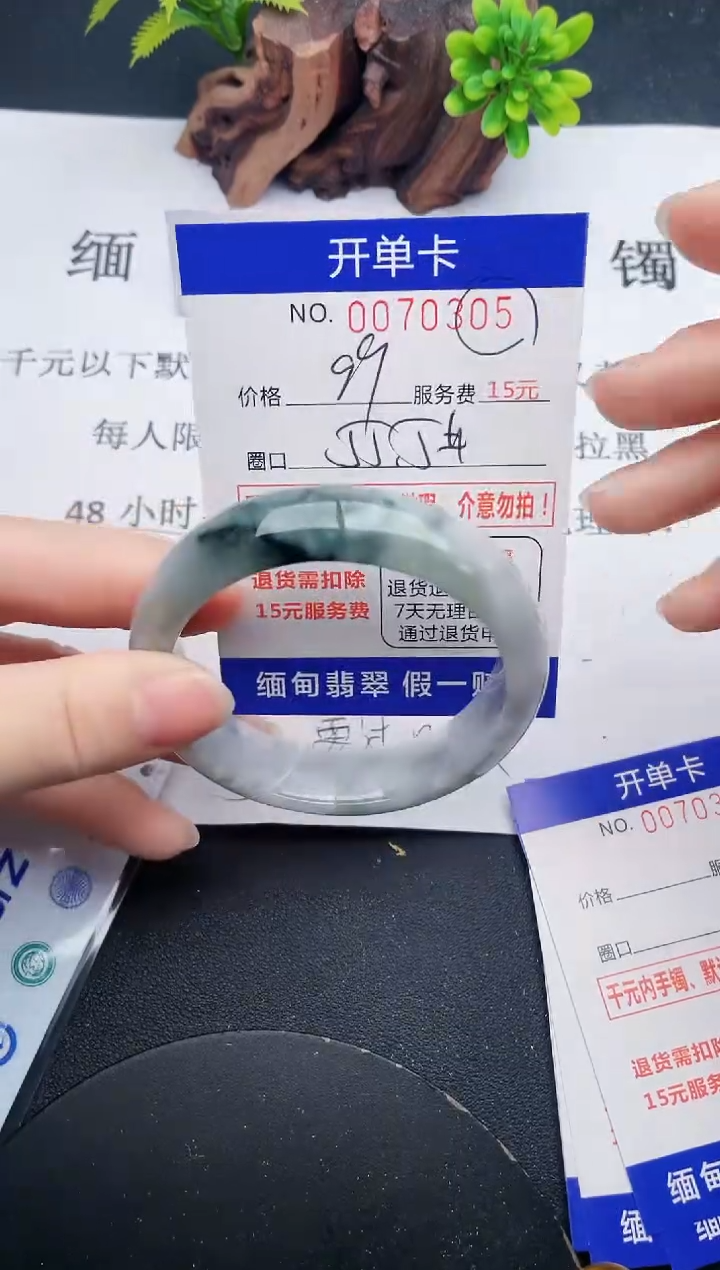 缅
镯
开单卡
NO. 0070305
千元以下默
价格 99 服务费 15元
每人限
拉黑
圈口
48 小时
介意勿拍！
退货需扣除
15元服务费
退货
7天无理
通过退货
缅甸翡翠 假一
开单卡
NO. 00703
价格
圈口
千元内手镯、默
退货需扣
15元服务
缅甸
缅